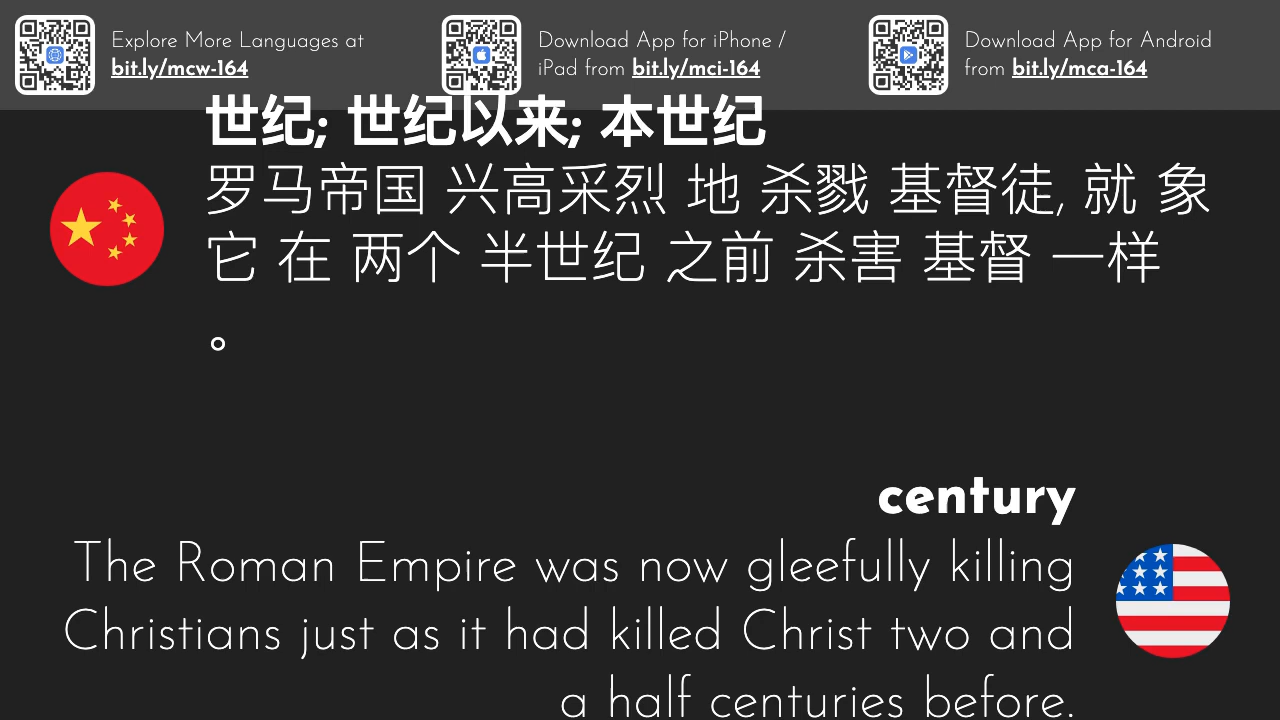 Explore More Languages at
bit.ly/mcw-164
Download App for iPhone /
iPad from bit.ly/mci-164
Download App for Android
from bit.ly/mca-164
世纪; 世纪以来; 本世纪
罗马帝国 兴高采烈 地 杀戮 基督徒, 就 象
它 在 两个 半世纪 之前 杀害 基督 一样
。
century
The Roman Empire was now gleefully killing
Christians just as it had killed Christ two and
a half centuries before.